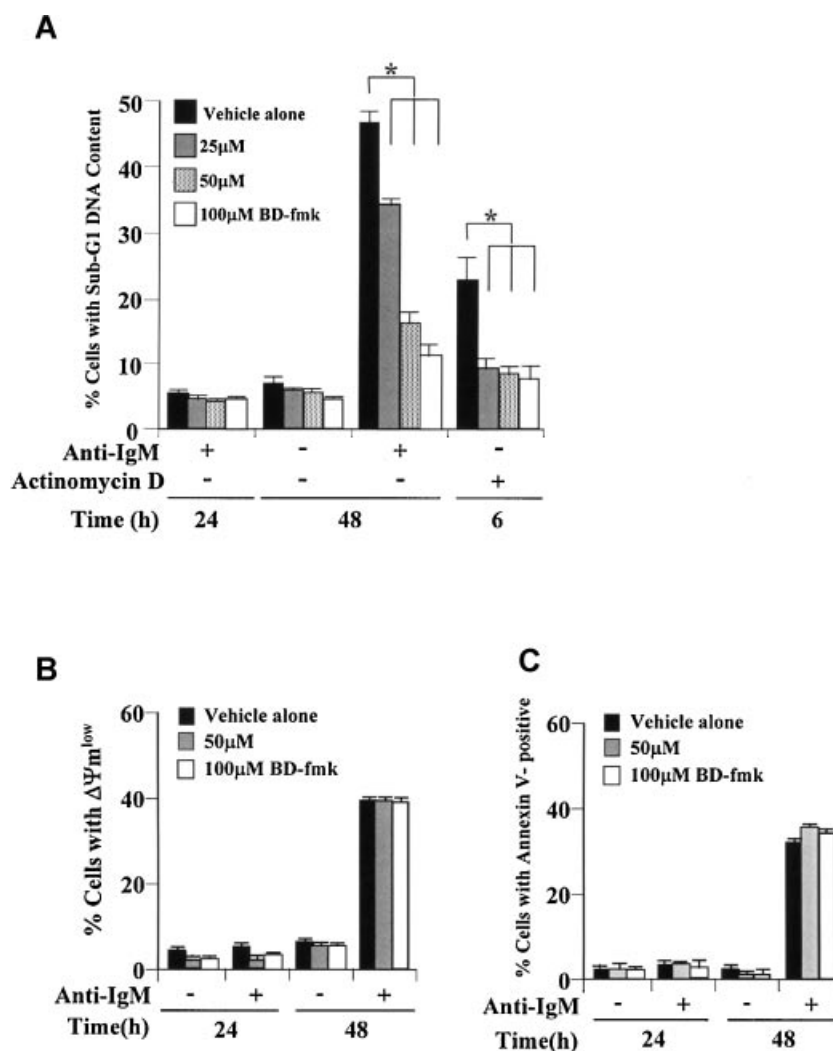 A
% Cells with Sub-G1 DNA Content
50
40
30
20
10
0
Vehicle alone
25µM
50µM
100µM BD-fmk
*
*
Anti-IgM + - + -
Actinomycin D - - - +
Time (h) 24 48 6
B
% Cells with ΔΨm^low
60
40
20
0
Vehicle alone
50µM
100µM BD-fmk
Anti-IgM - + - +
Time(h) 24 48
C
% Cells with Annexin V- positive
60
40
20
0
Vehicle alone
50µM
100µM BD-fmk
Anti-IgM - + - +
Time(h) 24 48